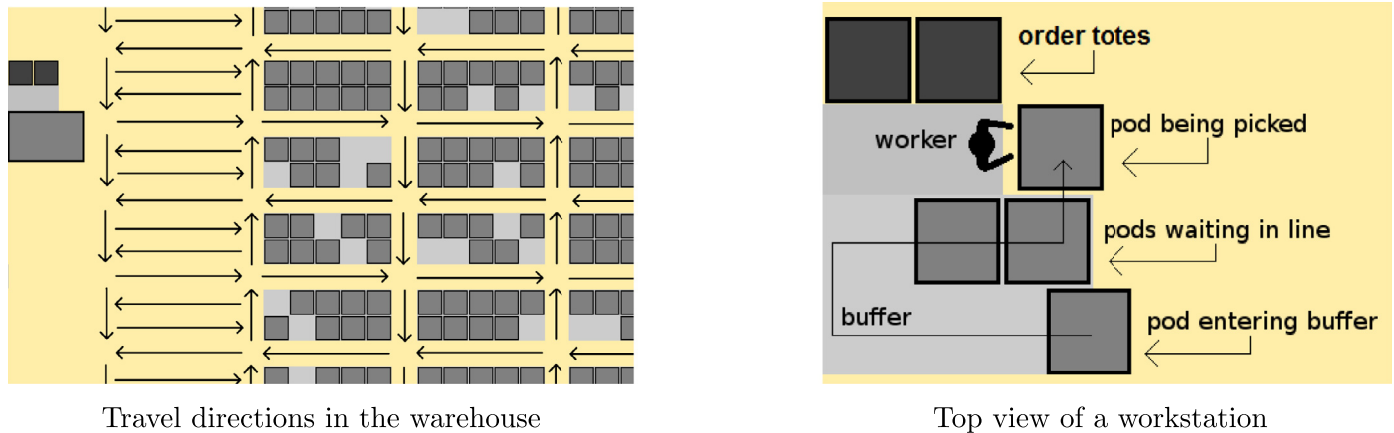 order totes
worker
pod being picked
pods waiting in line
buffer
pod entering buffer
Travel directions in the warehouse
Top view of a workstation